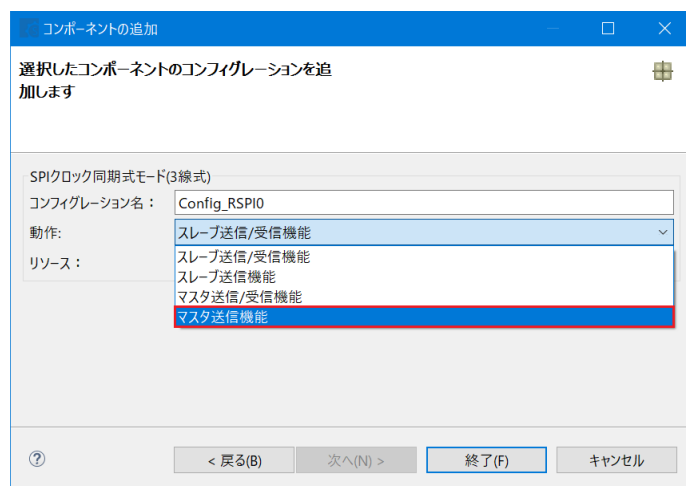 コンポーネントの追加
選択したコンポーネントのコンフィグレーションを追
加します
SPIクロック同期式モード(3線式)
コンフィグレーション名：
Config_RSPI0
動作:
スレーブ送信/受信機能
リソース：
スレーブ送信/受信機能
スレーブ送信機能
マスタ送信/受信機能
マスタ送信機能
?
< 戻る(B)
次へ(N) >
終了(F)
キャンセル